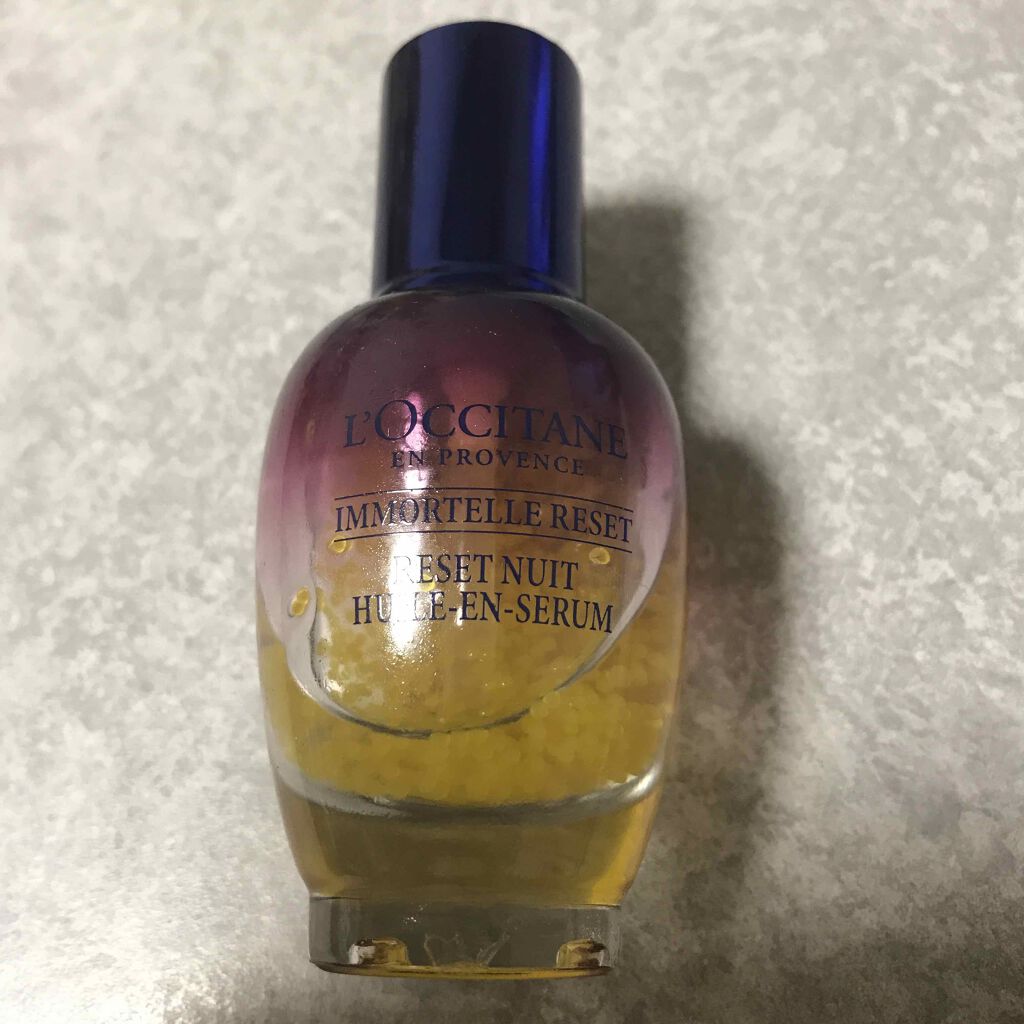 L'OCCITANE
EN PROVENCE
IMMORTELLE RESET
RESET NUIT
HUILE-EN-SERUM